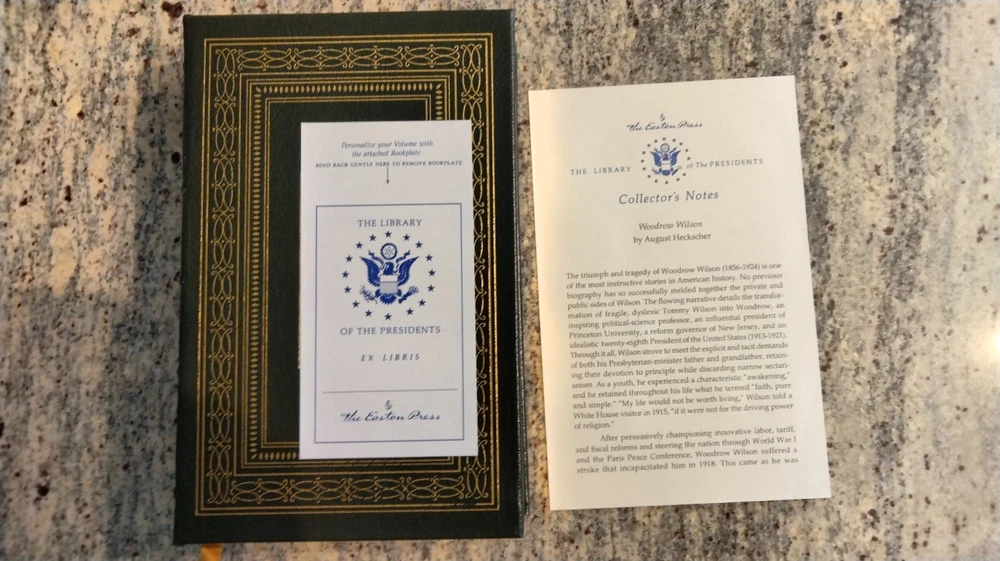 Personalize your Volume with
the attached Bookplate.
BEND BACK GENTLY HERE TO REMOVE BOOKPLATE
THE LIBRARY
OF THE PRESIDENTS
EX LIBRIS
The Easton Press
The Easton Press
THE LIBRARY of The PRESIDENTS
Collector's Notes
Woodrow Wilson
by August Heckscher
The triumph and tragedy of Woodrow Wilson (1856-1924) is one
of the most instructive stories in American history. No previous
biography has so successfully melded together the private and
public sides of Wilson. The flowing narrative details the transfor-
mation of fragile, dyslexic Tommy Wilson into Woodrow, an
inspiring political-science professor, an influential president of
Princeton University, a reform governor of New Jersey, and an
idealistic twenty-eighth President of the United States (1913-1921).
Through it all, Wilson strove to meet the explicit and tacit demands
of both his Presbyterian-minister father and grandfather, retain-
ing their devotion to principle while discarding narrow sectari-
anism. As a youth, he experienced a characteristic "awakening,"
and he retained throughout his life what he termed "faith, pure
and simple." "My life would not be worth living," Wilson told a
White House visitor in 1915, "if it were not for the driving power
of religion."
After persuasively championing innovative labor, tariff,
and fiscal reforms and steering the nation through World War I
and the Paris Peace Conference, Woodrow Wilson suffered a
stroke that incapacitated him in 1918. This came as he was